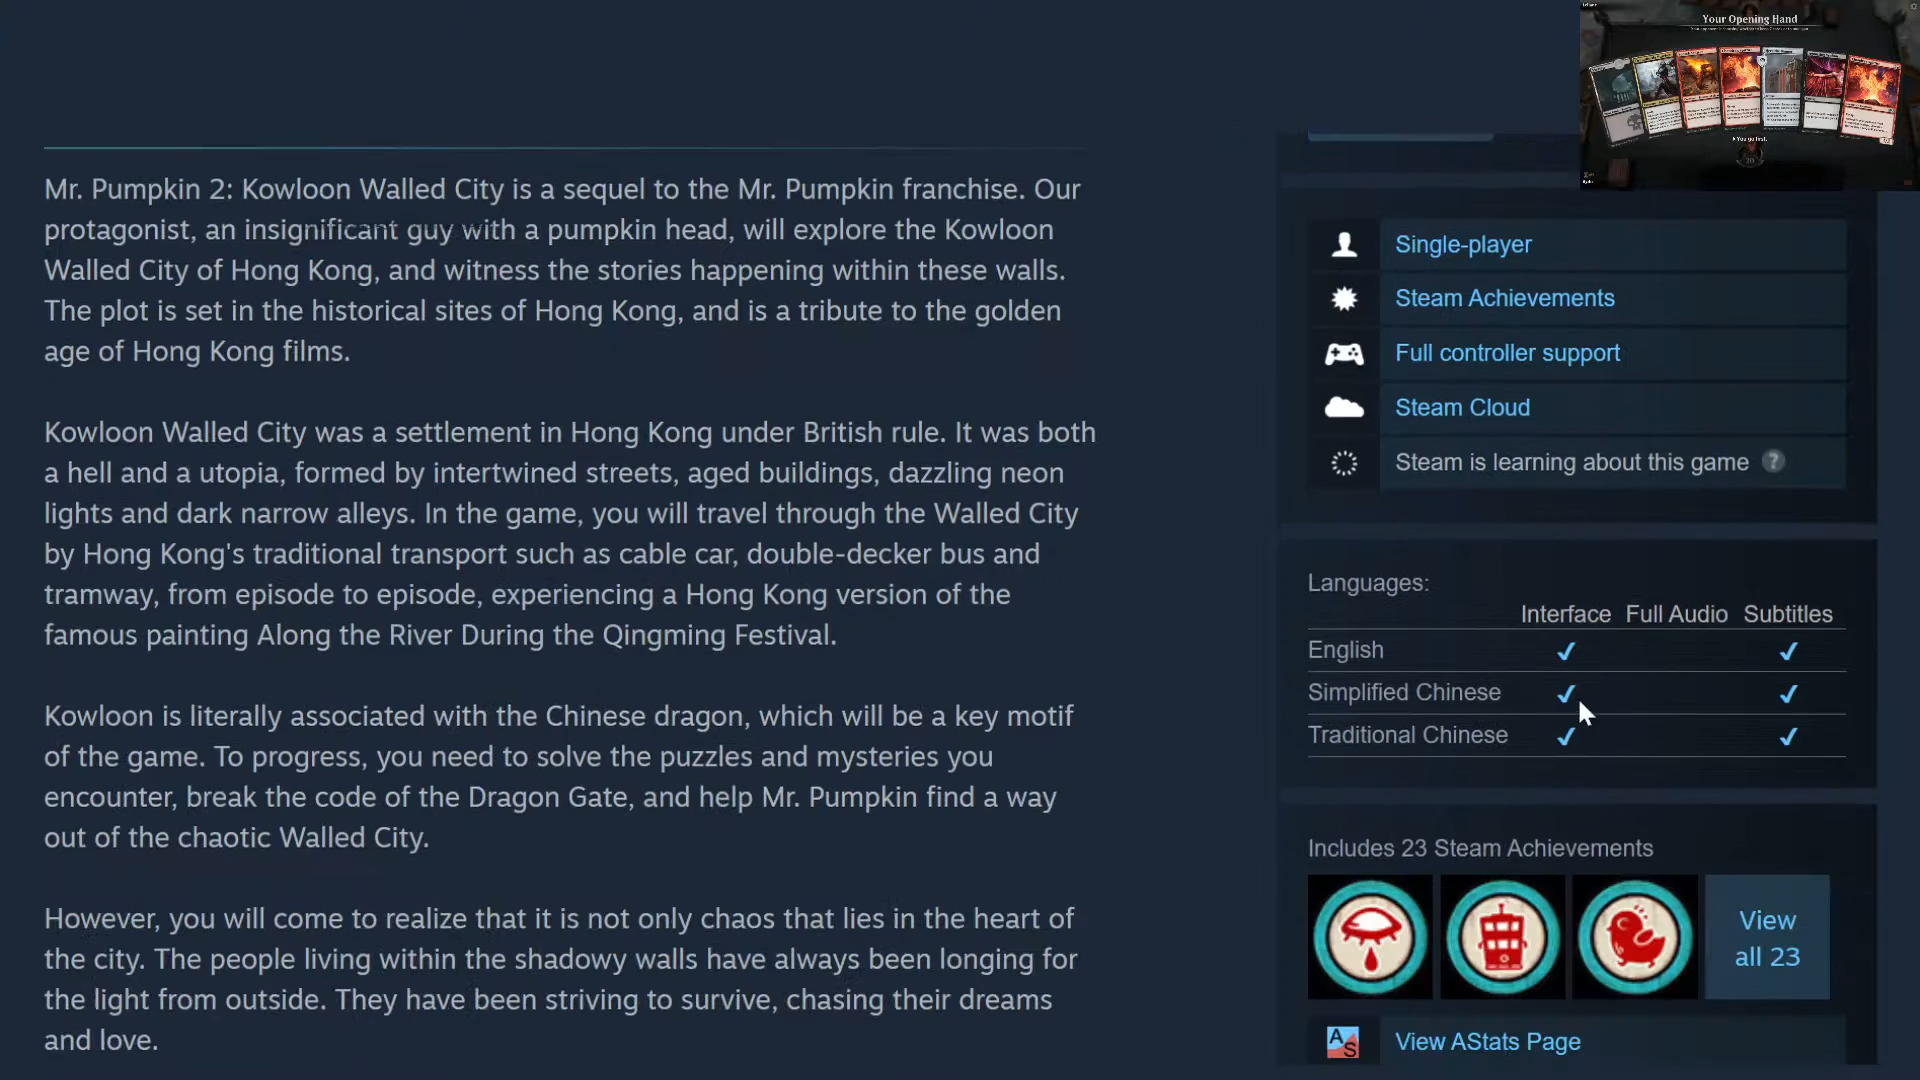 Your Opening Hand
You go first.
Mr. Pumpkin 2: Kowloon Walled City is a sequel to the Mr. Pumpkin franchise. Our
protagonist, an insignificant guy with a pumpkin head, will explore the Kowloon
Walled City of Hong Kong, and witness the stories happening within these walls.
The plot is set in the historical sites of Hong Kong, and is a tribute to the golden
age of Hong Kong films.
Kowloon Walled City was a settlement in Hong Kong under British rule. It was both
a hell and a utopia, formed by intertwined streets, aged buildings, dazzling neon
lights and dark narrow alleys. In the game, you will travel through the Walled City
by Hong Kong's traditional transport such as cable car, double-decker bus and
tramway, from episode to episode, experiencing a Hong Kong version of the
famous painting Along the River During the Qingming Festival.
Kowloon is literally associated with the Chinese dragon, which will be a key motif
of the game. To progress, you need to solve the puzzles and mysteries you
encounter, break the code of the Dragon Gate, and help Mr. Pumpkin find a way
out of the chaotic Walled City.
However, you will come to realize that it is not only chaos that lies in the heart of
the city. The people living within the shadowy walls have always been longing for
the light from outside. They have been striving to survive, chasing their dreams
and love.
Single-player
Steam Achievements
Full controller support
Steam Cloud
Steam is learning about this game ?
Languages:
Interface Full Audio Subtitles
English ✓ ✓
Simplified Chinese ✓ ✓
Traditional Chinese ✓ ✓
Includes 23 Steam Achievements
View
all 23
AS View AStats Page